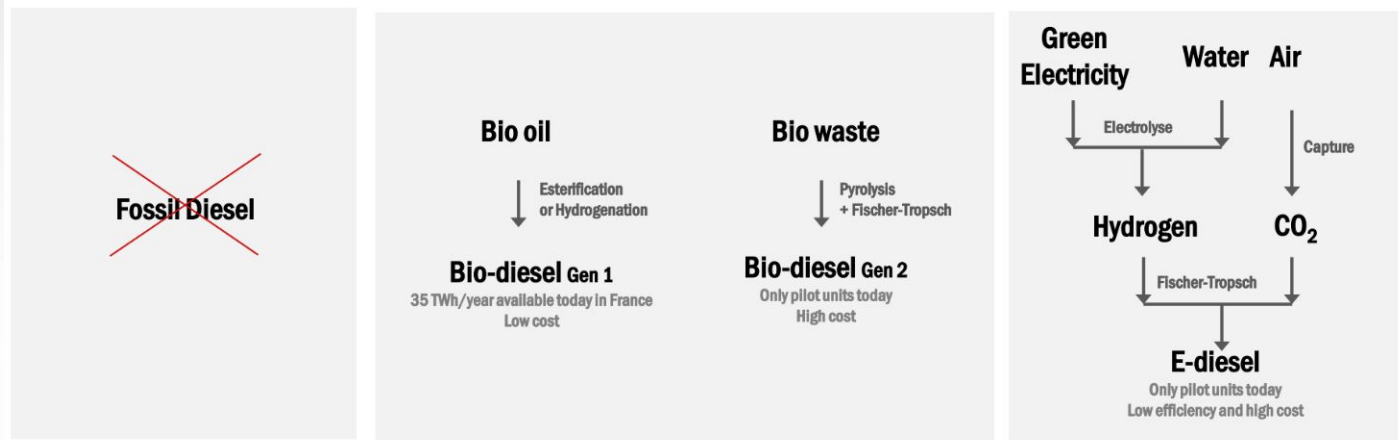 Fossil Diesel
Bio oil
Esterification
or Hydrogenation
Bio-diesel Gen 1
35 TWh/year available today in France
Low cost
Bio waste
Pyrolysis
+ Fischer-Tropsch
Bio-diesel Gen 2
Only pilot units today
High cost
Green
Electricity
Water
Air
Electrolyse
Capture
Hydrogen
CO₂
Fischer-Tropsch
E-diesel
Only pilot units today
Low efficiency and high cost